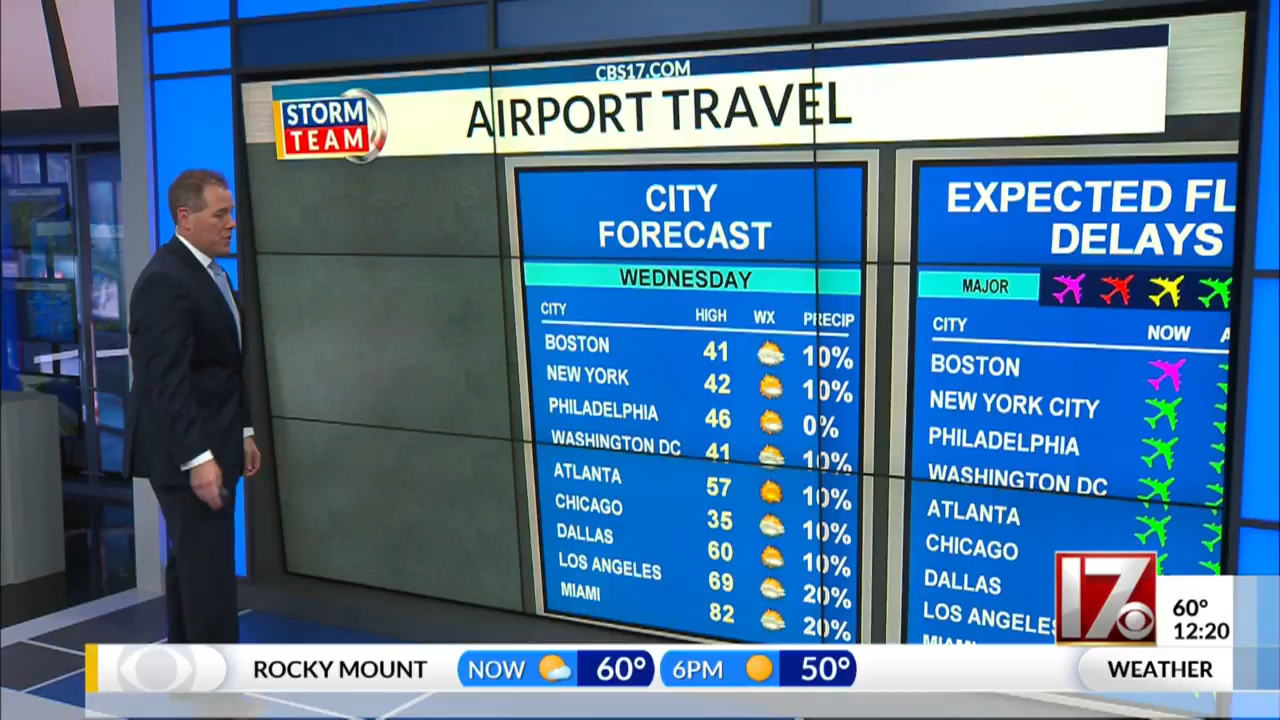 CBS17.COM
STORM
TEAM
AIRPORT TRAVEL
CITY
FORECAST
WEDNESDAY
CITY HIGH WX PRECIP
BOSTON 41 10%
NEW YORK 42 10%
PHILADELPHIA 46 0%
WASHINGTON DC 41 10%
ATLANTA 57 10%
CHICAGO 35 10%
DALLAS 60 10%
LOS ANGELES 69 20%
MIAMI 82 20%
EXPECTED FL
DELAYS
MAJOR
CITY NOW A
BOSTON
NEW YORK CITY
PHILADELPHIA
WASHINGTON DC
ATLANTA
CHICAGO
DALLAS
LOS ANGELES
MIAMI
17
60°
12:20
ROCKY MOUNT NOW 60° 6PM 50° WEATHER